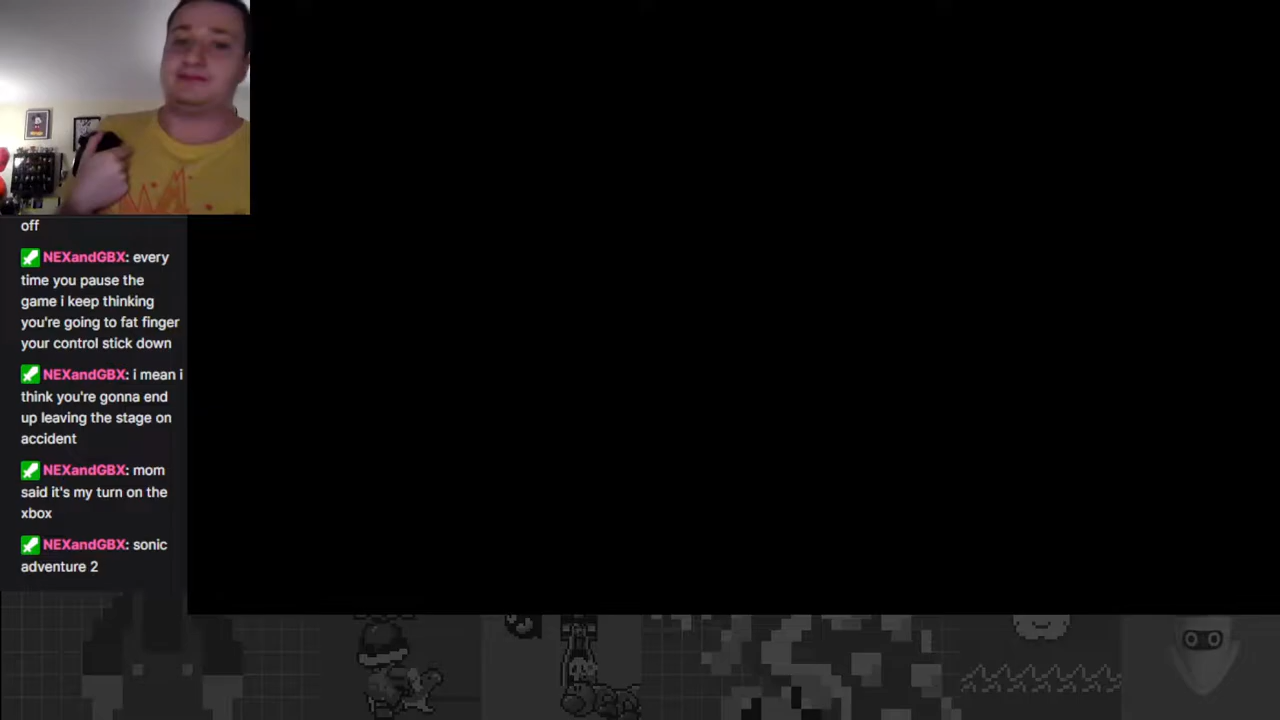 off
NEXandGBX: every
time you pause the
game i keep thinking
you're going to fat finger
your control stick down
NEXandGBX: i mean i
think you're gonna end
up leaving the stage on
accident
NEXandGBX: mom
said it's my turn on the
xbox
NEXandGBX: sonic
adventure 2